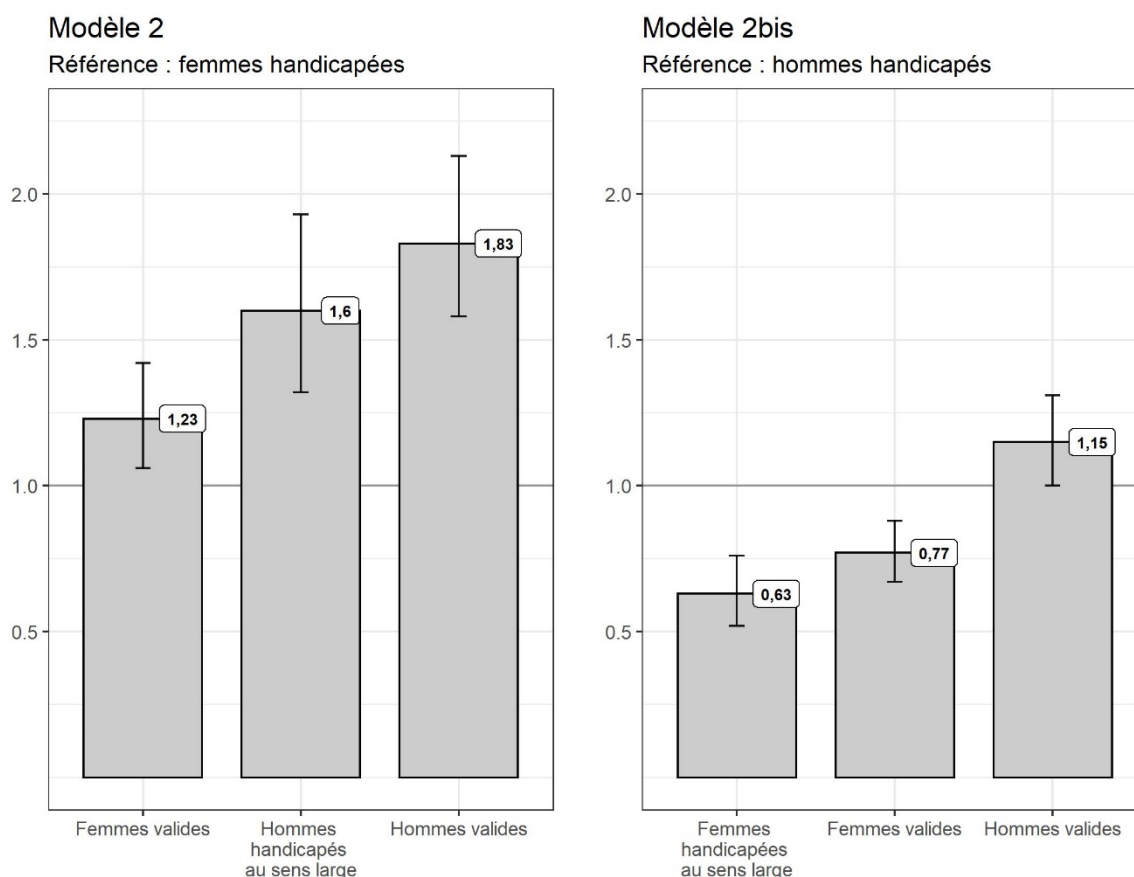 Modèle 2
Référence : femmes handicapées
2.0
1.5
1.0
0.5
1,23
1,6
1,83
Femmes valides
Hommes
handicapés
au sens large
Hommes valides
Modèle 2bis
Référence : hommes handicapés
2.0
1.5
1.0
0.5
0,63
0,77
1,15
Femmes
handicapées
au sens large
Femmes valides
Hommes valides